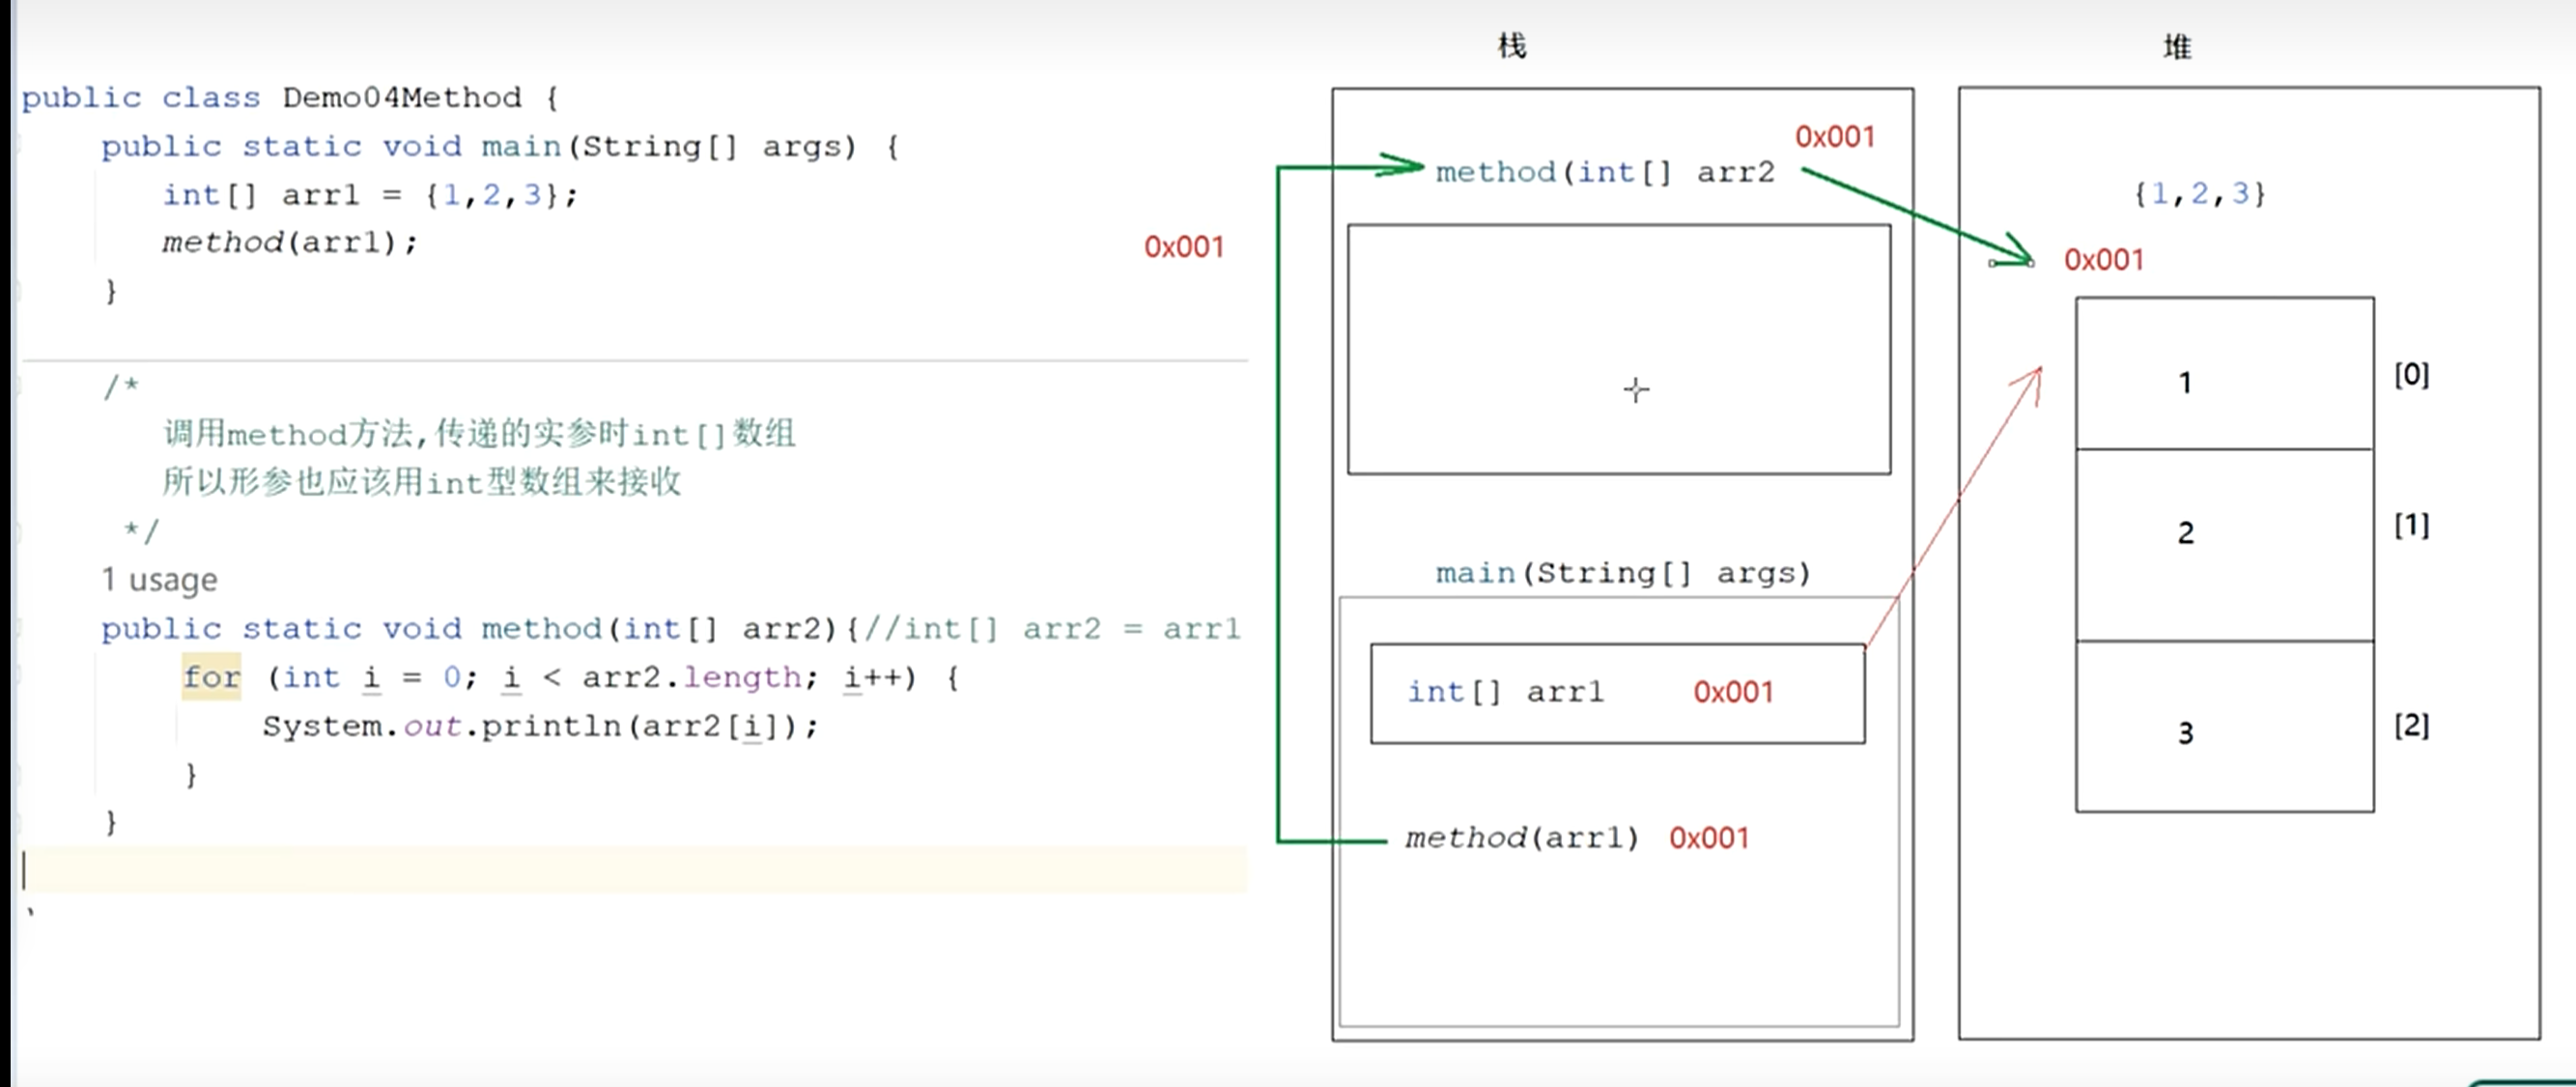 public class Demo04Method {
public static void main(String[] args) {
int[] arr1 = {1,2,3};
method(arr1);
0x001
}
/*
调用method方法,传递的实参时int[]数组
所以形参也应该用int型数组来接收
*/
1 usage
public static void method(int[] arr2){//int[] arr2 = arr1
for (int i = 0; i < arr2.length; i++) {
System.out.println(arr2[i]);
}
}
栈
0x001
method(int[] arr2
main(String[] args)
int[] arr1 0x001
method(arr1) 0x001
堆
{1,2,3}
0x001
1 [0]
2 [1]
3 [2]